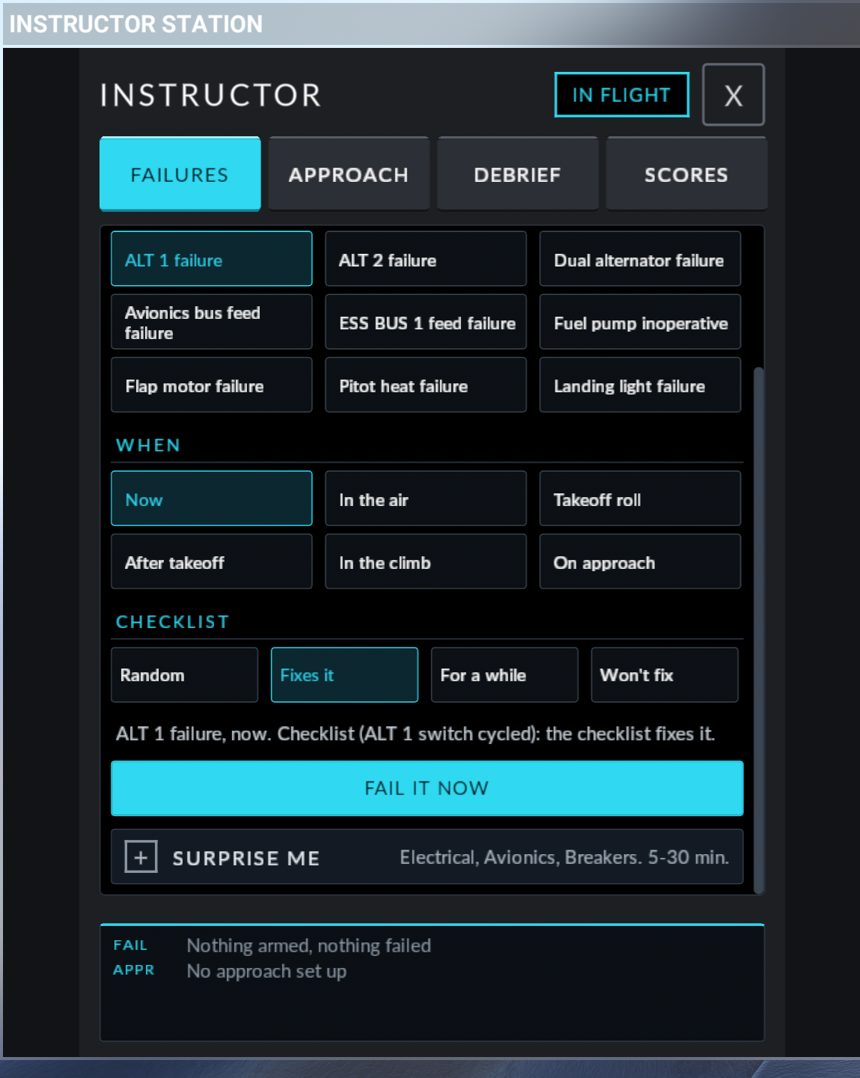 INSTRUCTOR STATION
INSTRUCTOR
IN FLIGHT
X
FAILURES
APPROACH
DEBRIEF
SCORES
ALT 1 failure
ALT 2 failure
Dual alternator failure
Avionics bus feed
failure
ESS BUS 1 feed failure
Fuel pump inoperative
Flap motor failure
Pitot heat failure
Landing light failure
WHEN
Now
In the air
Takeoff roll
After takeoff
In the climb
On approach
CHECKLIST
Random
Fixes it
For a while
Won't fix
ALT 1 failure, now. Checklist (ALT 1 switch cycled): the checklist fixes it.
FAIL IT NOW
+ SURPRISE ME
Electrical, Avionics, Breakers. 5-30 min.
FAIL Nothing armed, nothing failed
APPR No approach set up